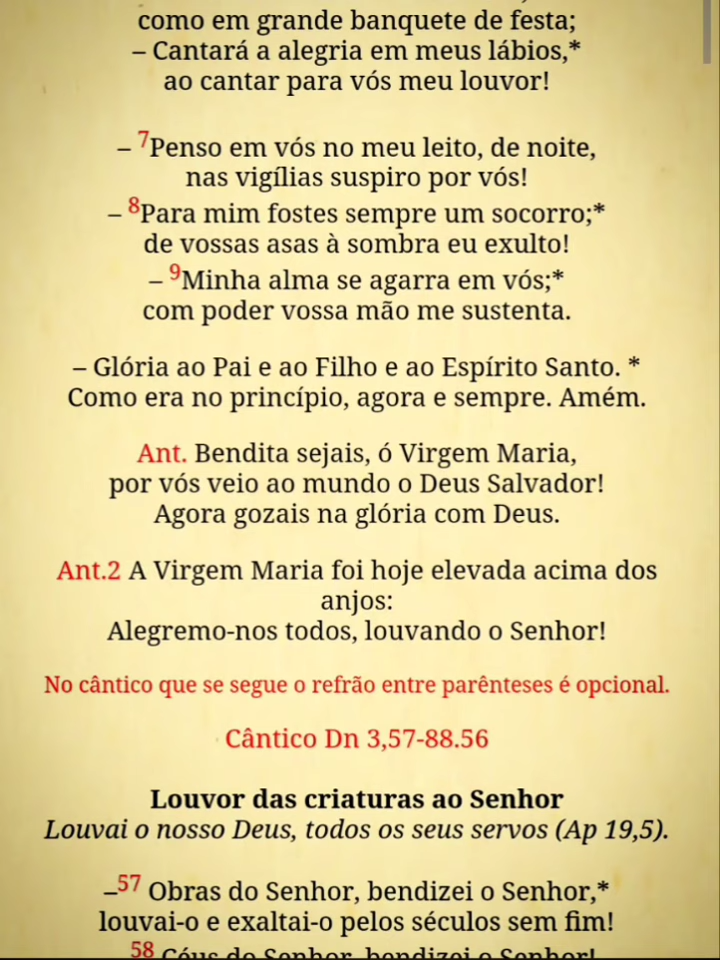 como em grande banquete de festa;
– Cantará a alegria em meus lábios,*
ao cantar para vós meu louvor!
– 7Penso em vós no meu leito, de noite,
nas vigílias suspiro por vós!
– 8Para mim fostes sempre um socorro;*
de vossas asas à sombra eu exulto!
– 9Minha alma se agarra em vós;*
com poder vossa mão me sustenta.
– Glória ao Pai e ao Filho e ao Espírito Santo. *
Como era no princípio, agora e sempre. Amém.
Ant. Bendita sejais, ó Virgem Maria,
por vós veio ao mundo o Deus Salvador!
Agora gozais na glória com Deus.
Ant.2 A Virgem Maria foi hoje elevada acima dos
anjos:
Alegremo-nos todos, louvando o Senhor!
No cântico que se segue o refrão entre parênteses é opcional.
Cântico Dn 3,57-88.56
Louvor das criaturas ao Senhor
Louvai o nosso Deus, todos os seus servos (Ap 19,5).
–57 Obras do Senhor, bendizei o Senhor,*
louvai-o e exaltai-o pelos séculos sem fim!
58 Céus do Senhor, bendizei o Senhor!